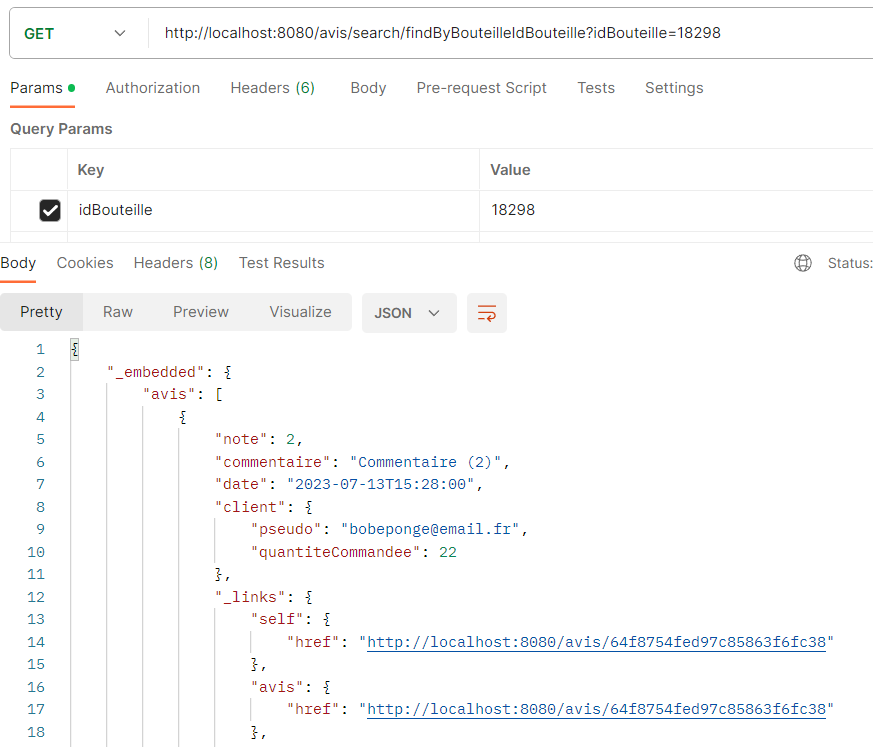 GET http://localhost:8080/avis/search/findByBouteilleIdBouteille?idBouteille=18298
Params Authorization Headers (6) Body Pre-request Script Tests Settings
Query Params
Key Value
idBouteille 18298
Body Cookies Headers (8) Test Results Status:
Pretty Raw Preview Visualize JSON
1 {
2 "_embedded": {
3 "avis": [
4 {
5 "note": 2,
6 "commentaire": "Commentaire (2)",
7 "date": "2023-07-13T15:28:00",
8 "client": {
9 "pseudo": "bobeponge@email.fr",
10 "quantiteCommandee": 22
11 },
12 "_links": {
13 "self": {
14 "href": "http://localhost:8080/avis/64f8754fed97c85863f6fc38"
15 },
16 "avis": {
17 "href": "http://localhost:8080/avis/64f8754fed97c85863f6fc38"
18 },